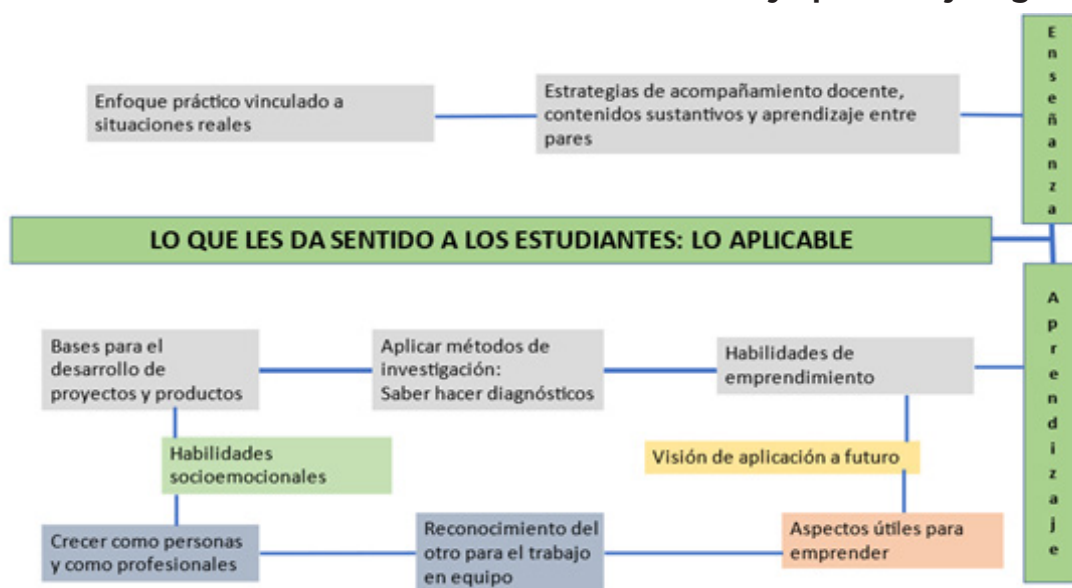 Enseñanza
Enfoque práctico vinculado a
situaciones reales
Estrategias de acompañamiento docente,
contenidos sustantivos y aprendizaje entre
pares
LO QUE LES DA SENTIDO A LOS ESTUDIANTES: LO APLICABLE
Aprendizaje
Bases para el
desarrollo de
proyectos y productos
Aplicar métodos de
investigación:
Saber hacer diagnósticos
Habilidades de
emprendimiento
Habilidades
socioemocionales
Visión de aplicación a futuro
Crecer como personas
y como profesionales
Reconocimiento del
otro para el trabajo
en equipo
Aspectos útiles para
emprender